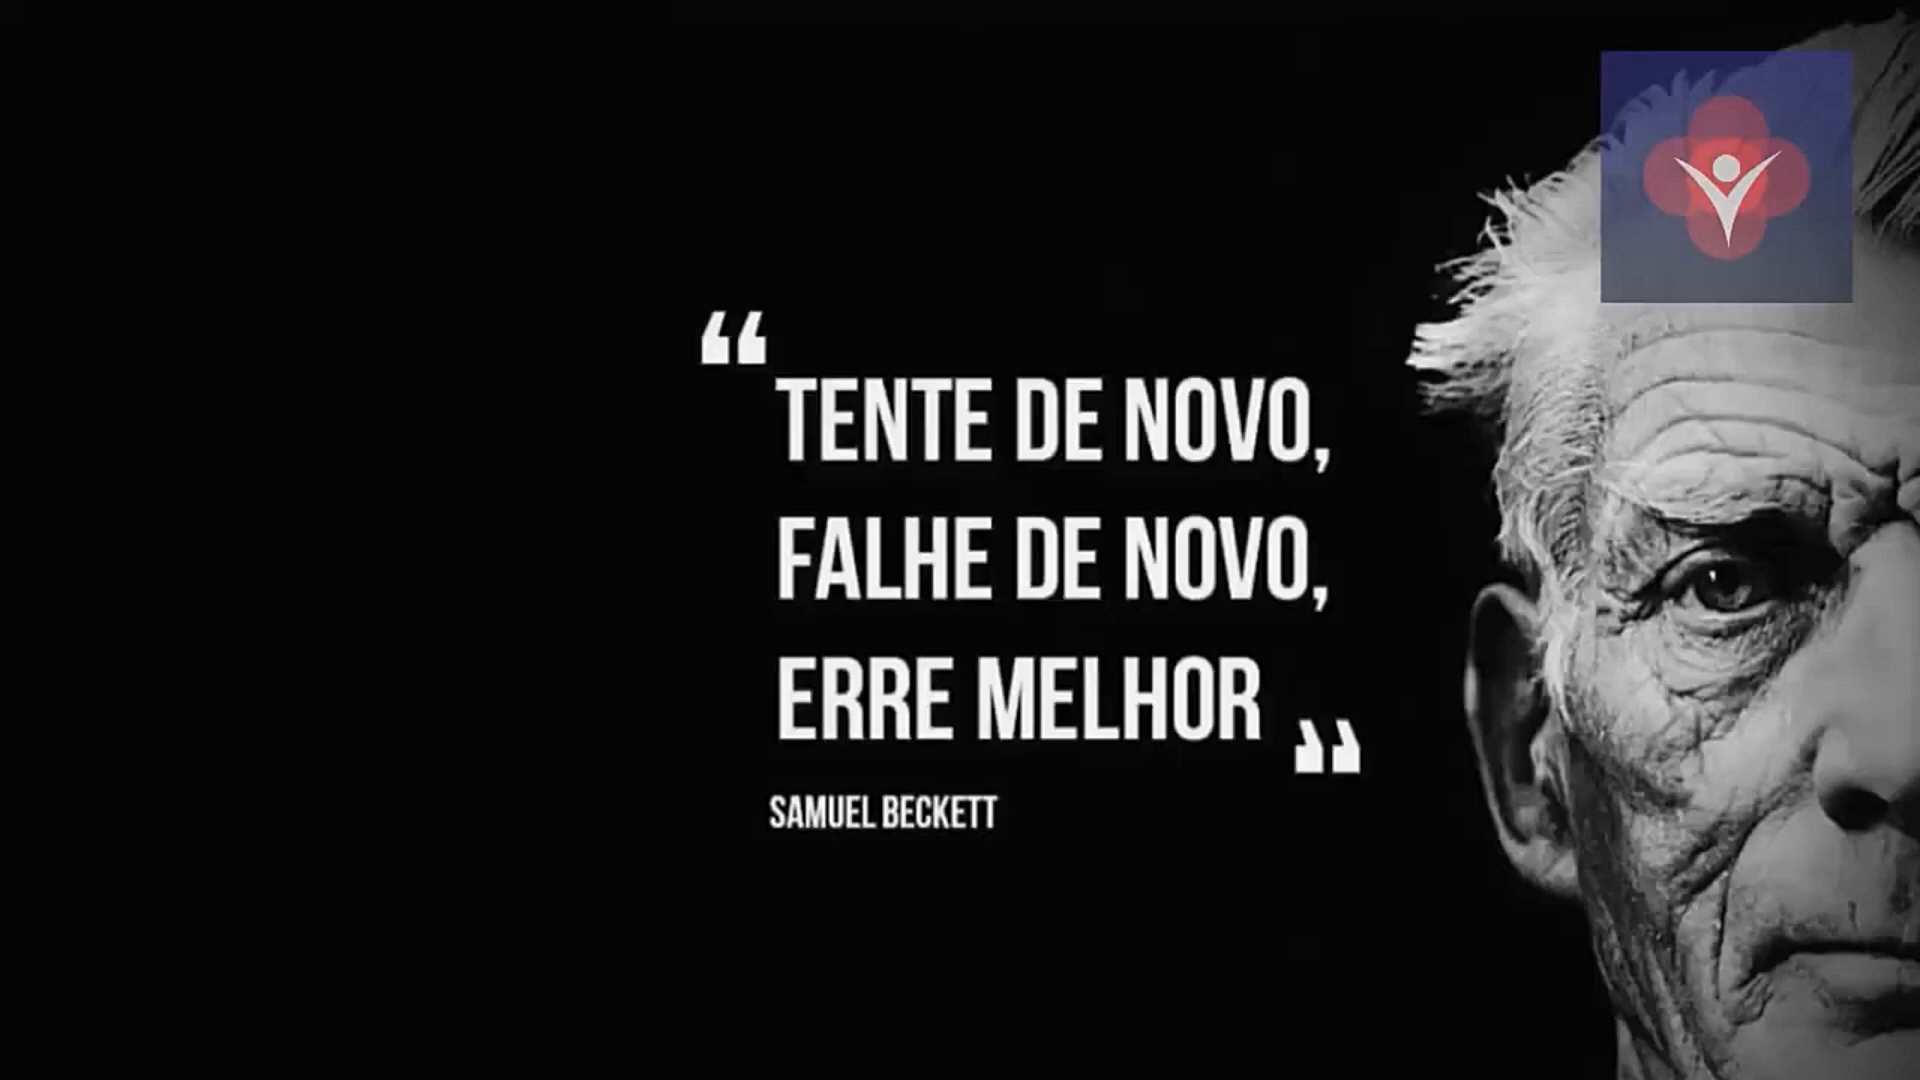 “TENTE DE NOVO,
FALHE DE NOVO,
ERRE MELHOR”
SAMUEL BECKETT